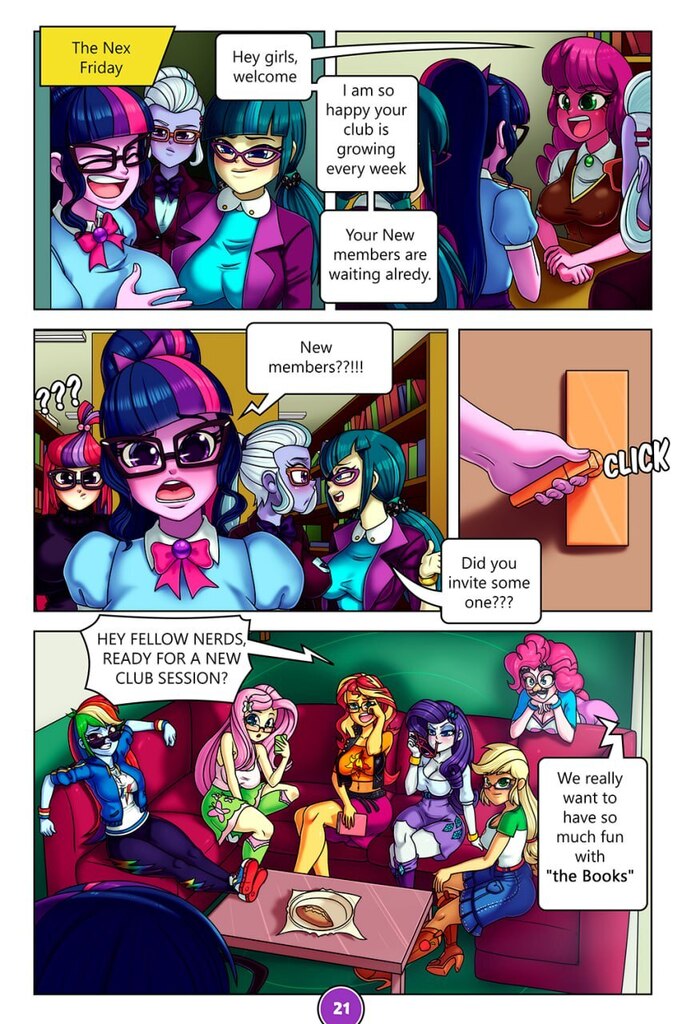 The Nex
Friday
Hey girls,
welcome
I am so
happy your
club is
growing
every week
Your New
members are
waiting alredy.
???
New
members??!!!
CLICK
Did you
invite some
one???
HEY FELLOW NERDS,
READY FOR A NEW
CLUB SESSION?
We really
want to
have so
much fun
with
"the Books"
21